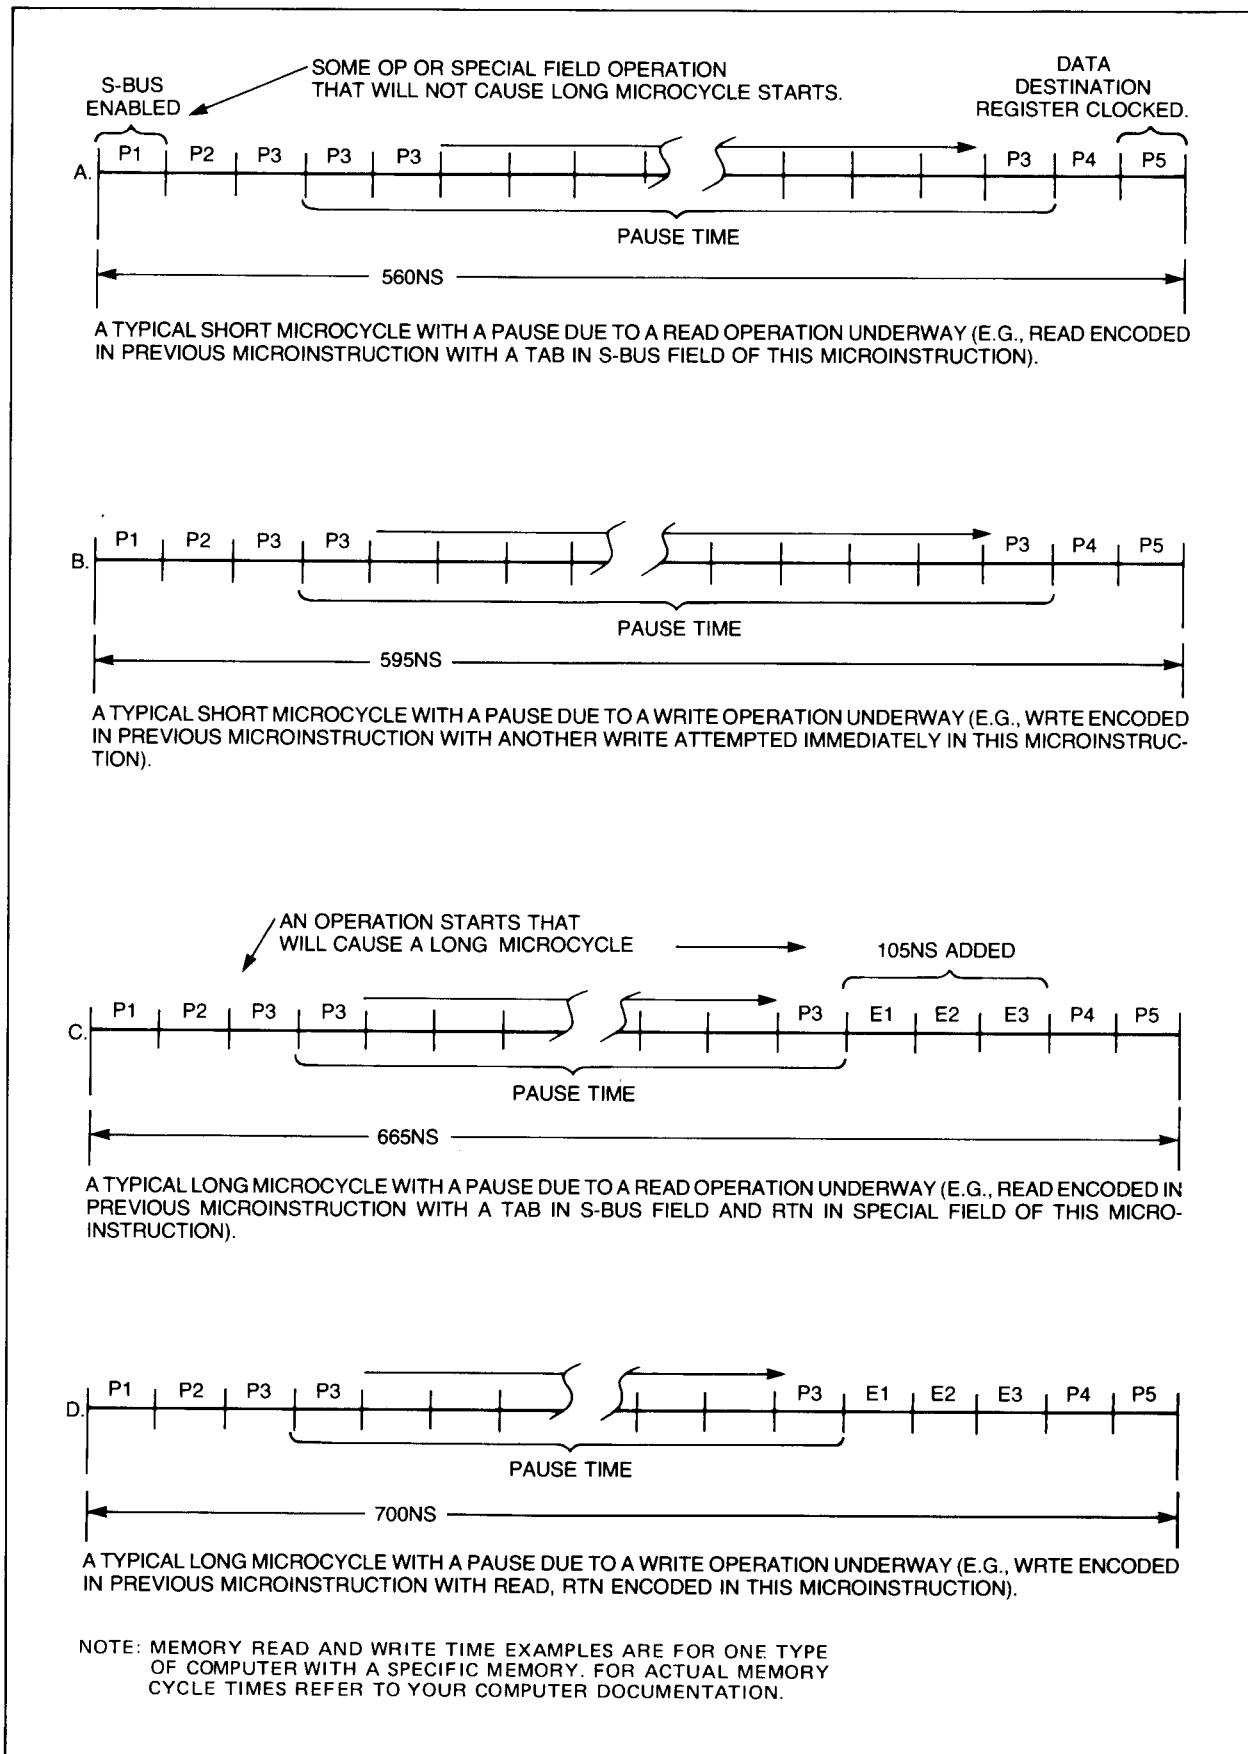 SOME OP OR SPECIAL FIELD OPERATION
THAT WILL NOT CAUSE LONG MICROCYCLE STARTS.
S-BUS
ENABLED
DATA
DESTINATION
REGISTER CLOCKED.
A. P1 P2 P3 P3 P3 P3 P4 P5
PAUSE TIME
560NS
A TYPICAL SHORT MICROCYCLE WITH A PAUSE DUE TO A READ OPERATION UNDERWAY (E.G., READ ENCODED
IN PREVIOUS MICROINSTRUCTION WITH A TAB IN S-BUS FIELD OF THIS MICROINSTRUCTION).
B. P1 P2 P3 P3 P3 P4 P5
PAUSE TIME
595NS
A TYPICAL SHORT MICROCYCLE WITH A PAUSE DUE TO A WRITE OPERATION UNDERWAY (E.G., WRTE ENCODED
IN PREVIOUS MICROINSTRUCTION WITH ANOTHER WRITE ATTEMPTED IMMEDIATELY IN THIS MICROINSTRUC-
TION).
AN OPERATION STARTS THAT
WILL CAUSE A LONG MICROCYCLE
105NS ADDED
C. P1 P2 P3 P3 P3 E1 E2 E3 P4 P5
PAUSE TIME
665NS
A TYPICAL LONG MICROCYCLE WITH A PAUSE DUE TO A READ OPERATION UNDERWAY (E.G., READ ENCODED IN
PREVIOUS MICROINSTRUCTION WITH A TAB IN S-BUS FIELD AND RTN IN SPECIAL FIELD OF THIS MICRO-
INSTRUCTION).
D. P1 P2 P3 P3 P3 E1 E2 E3 P4 P5
PAUSE TIME
700NS
A TYPICAL LONG MICROCYCLE WITH A PAUSE DUE TO A WRITE OPERATION UNDERWAY (E.G., WRTE ENCODED
IN PREVIOUS MICROINSTRUCTION WITH READ, RTN ENCODED IN THIS MICROINSTRUCTION).
NOTE: MEMORY READ AND WRITE TIME EXAMPLES ARE FOR ONE TYPE
OF COMPUTER WITH A SPECIFIC MEMORY. FOR ACTUAL MEMORY
CYCLE TIMES REFER TO YOUR COMPUTER DOCUMENTATION.